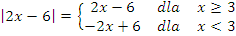 |2x − 6| = { 2x − 6 dla x ≥ 3
−2x + 6 dla x < 3